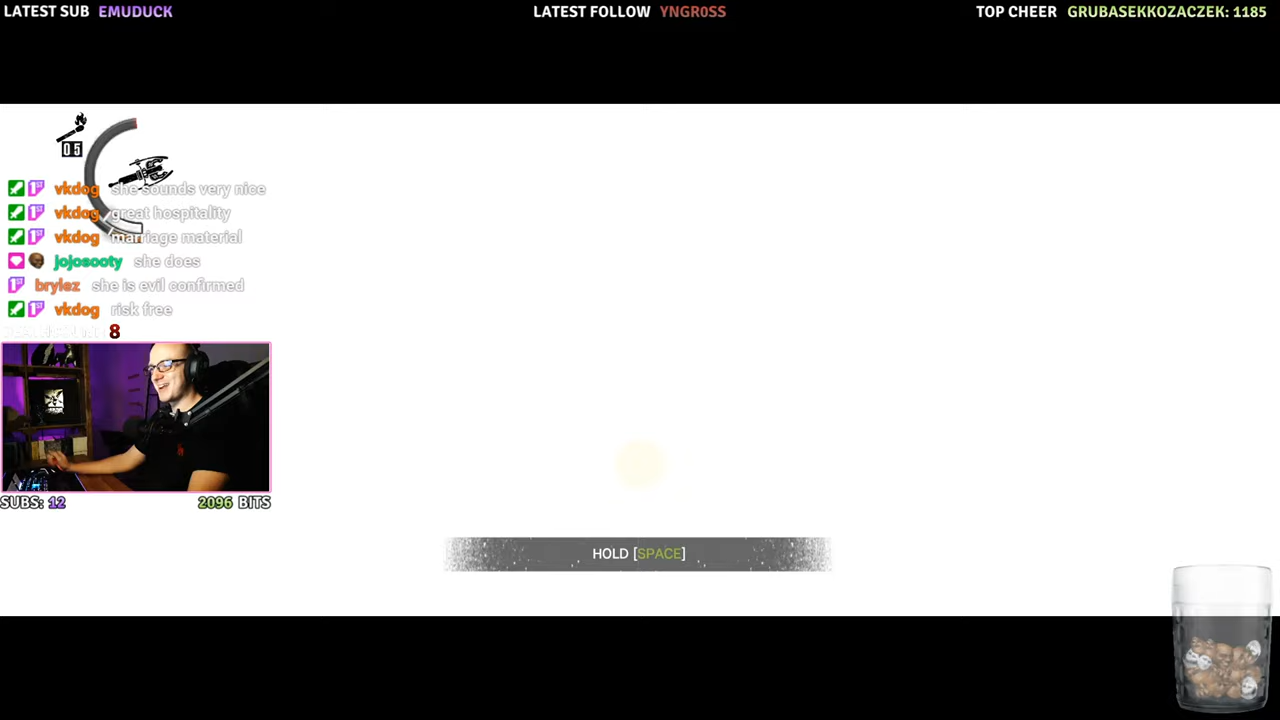 LATEST SUB EMUDUCK
LATEST FOLLOW YNGR0SS
TOP CHEER GRUBASEKKOZACZEK: 1185
05
vkdog she sounds very nice
vkdog great hospitality
vkdog marriage material
jojosooty she does
brylez she is evil confirmed
vkdog risk free
8
SUBS: 12
2096 BITS
HOLD [SPACE]